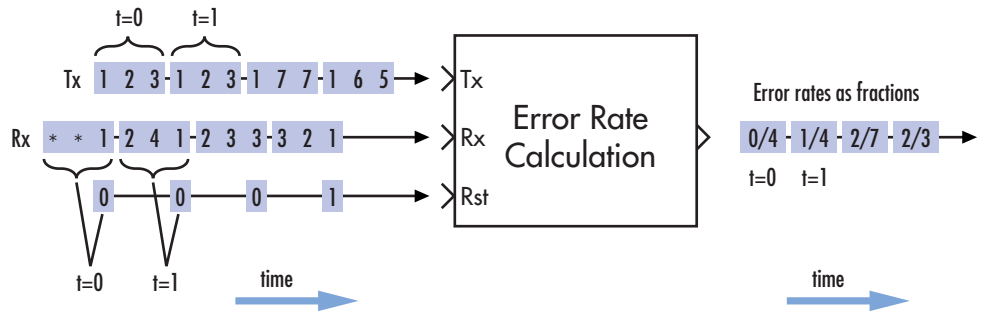 t=0 t=1
Tx 1 2 3 1 2 3 1 7 7 1 6 5
Rx * * 1 2 4 1 2 3 3 3 2 1
0 0 0 1
t=0 t=1
time
Tx
Rx
Rst
Error Rate
Calculation
Error rates as fractions
0/4 1/4 2/7 2/3
t=0 t=1
time